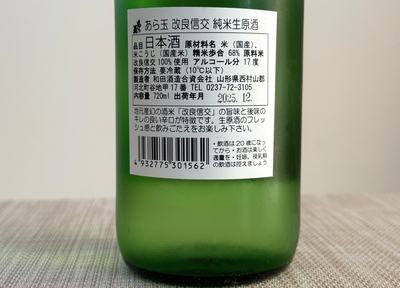 あら玉 改良信交 純米生原酒
品目 日本酒 原材料名 米(国産)、
米こうじ(国産米) 精米歩合 68% 原料米
改良信交100%使用 アルコール分 17度
保存方法 要冷蔵(10℃以下)
製造者 和田酒造合資会社 山形県西村山郡
河北町谷地甲17番 TEL 0237-72-3105
内容量 720ml 出荷年月 2025.12.
地元産幻の酒米「改良信交」の旨味と後味の
キレの良い辛口が特徴です。生原酒のフレッ
シュ感と飲みごたえをお楽しみ下さい。
4 932775 301562
・飲酒は20歳になっ
てから・お酒は楽しく
適量を・妊娠、授乳期
の飲酒は控えましょう